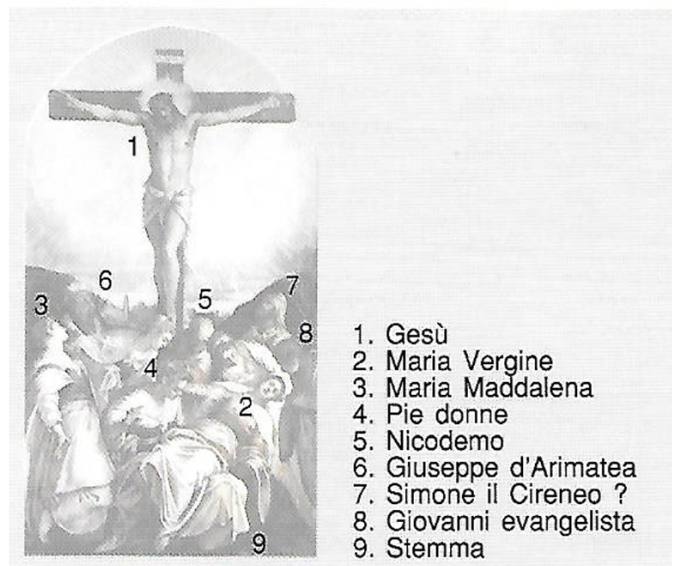 1
6
7
3
5
8
4
2
9
1. Gesù
2. Maria Vergine
3. Maria Maddalena
4. Pie donne
5. Nicodemo
6. Giuseppe d'Arimatea
7. Simone il Cireneo ?
8. Giovanni evangelista
9. Stemma